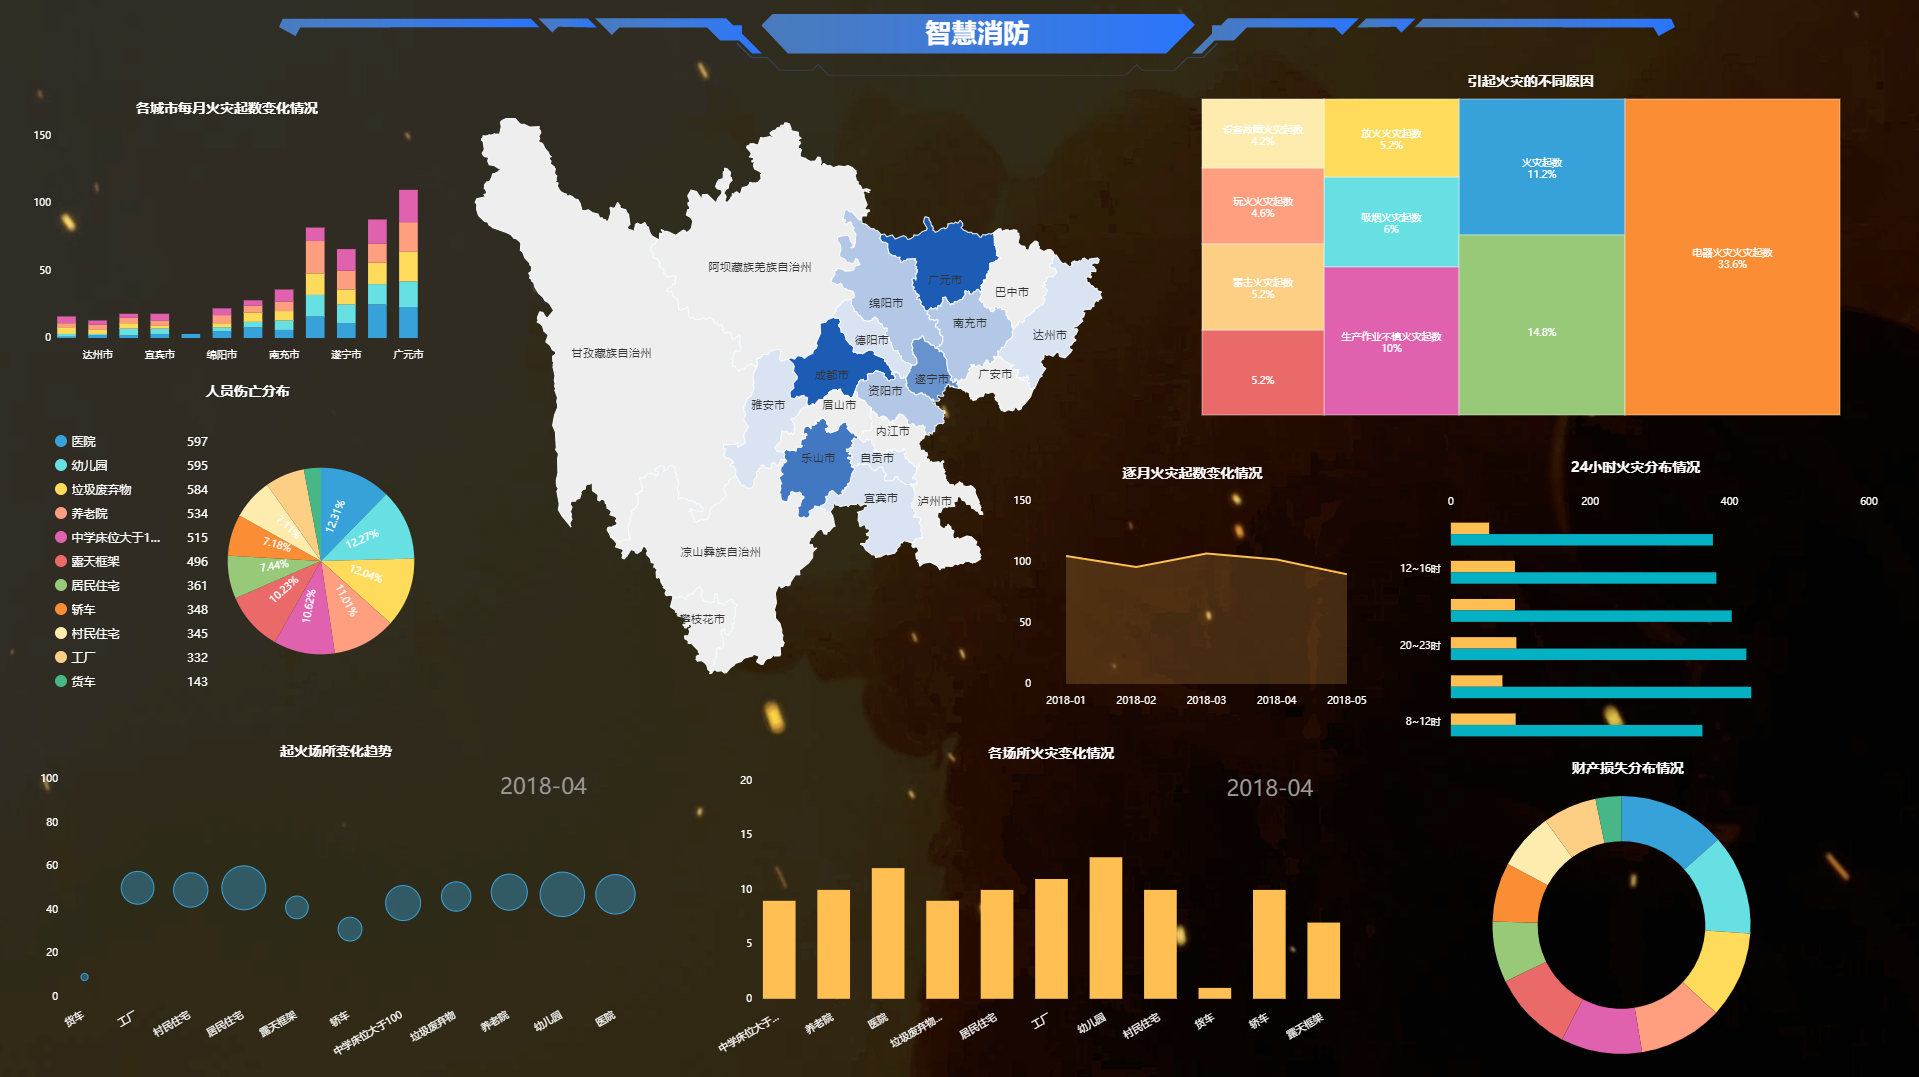 智慧消防
各城市每月火灾起数变化情况
150
100
50
0
达州市
宜宾市
绵阳市
南充市
遂宁市
广元市
人员伤亡分布
医院 597
幼儿园 595
垃圾废弃物 584
养老院 534
中学床位大于1... 515
露天框架 496
居民住宅 361
轿车 348
村民住宅 345
工厂 332
货车 143
12.31%
12.27%
12.04%
11.01%
10.62%
10.23%
7.44%
7.18%
7.11%
阿坝藏族羌族自治州
甘孜藏族自治州
广元市
巴中市
绵阳市
南充市
达州市
德阳市
成都市
遂宁市
广安市
资阳市
雅安市
眉山市
内江市
乐山市
自贡市
宜宾市
泸州市
凉山彝族自治州
攀枝花市
引起火灾的不同原因
设备故障火灾起数
4.2%
玩火火灾起数
4.6%
雷击火灾起数
5.2%
5.2%
放火火灾起数
5.2%
吸烟火灾起数
6%
生产作业不慎火灾起数
10%
火灾起数
11.2%
14.8%
电器火灾火灾起数
33.6%
逐月火灾起数变化情况
150
100
50
0
2018-01
2018-02
2018-03
2018-04
2018-05
24小时火灾分布情况
0
200
400
600
12~16时
20~23时
8~12时
起火场所变化趋势
2018-04
100
80
60
40
20
0
货车
工厂
村民住宅
居民住宅
露天框架
轿车
中学床位大于100
垃圾废弃物
养老院
幼儿园
医院
各场所火灾变化情况
2018-04
20
15
10
5
0
中学床位大于...
养老院
医院
垃圾废弃物...
居民住宅
工厂
幼儿园
村民住宅
货车
轿车
露天框架
财产损失分布情况